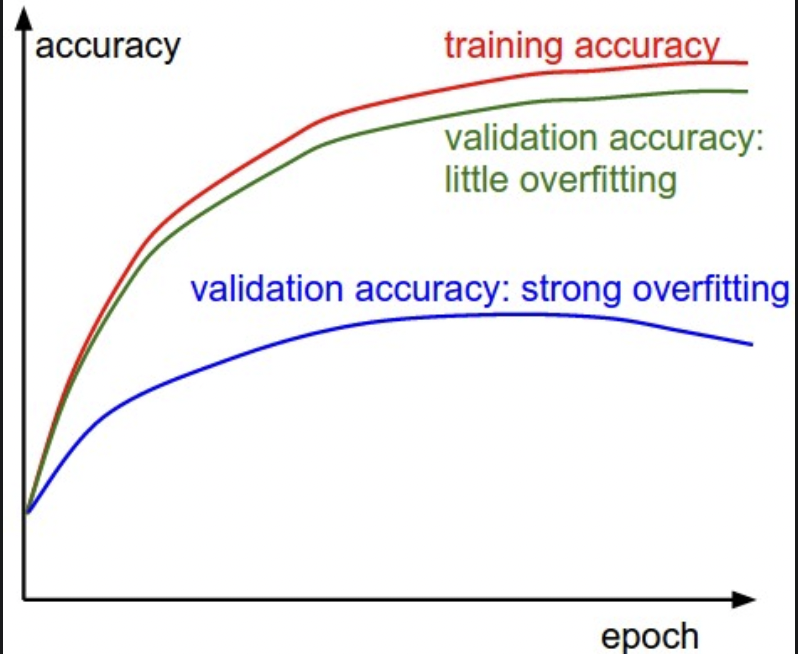 accuracy
training accuracy
validation accuracy:
little overfitting
validation accuracy: strong overfitting
epoch